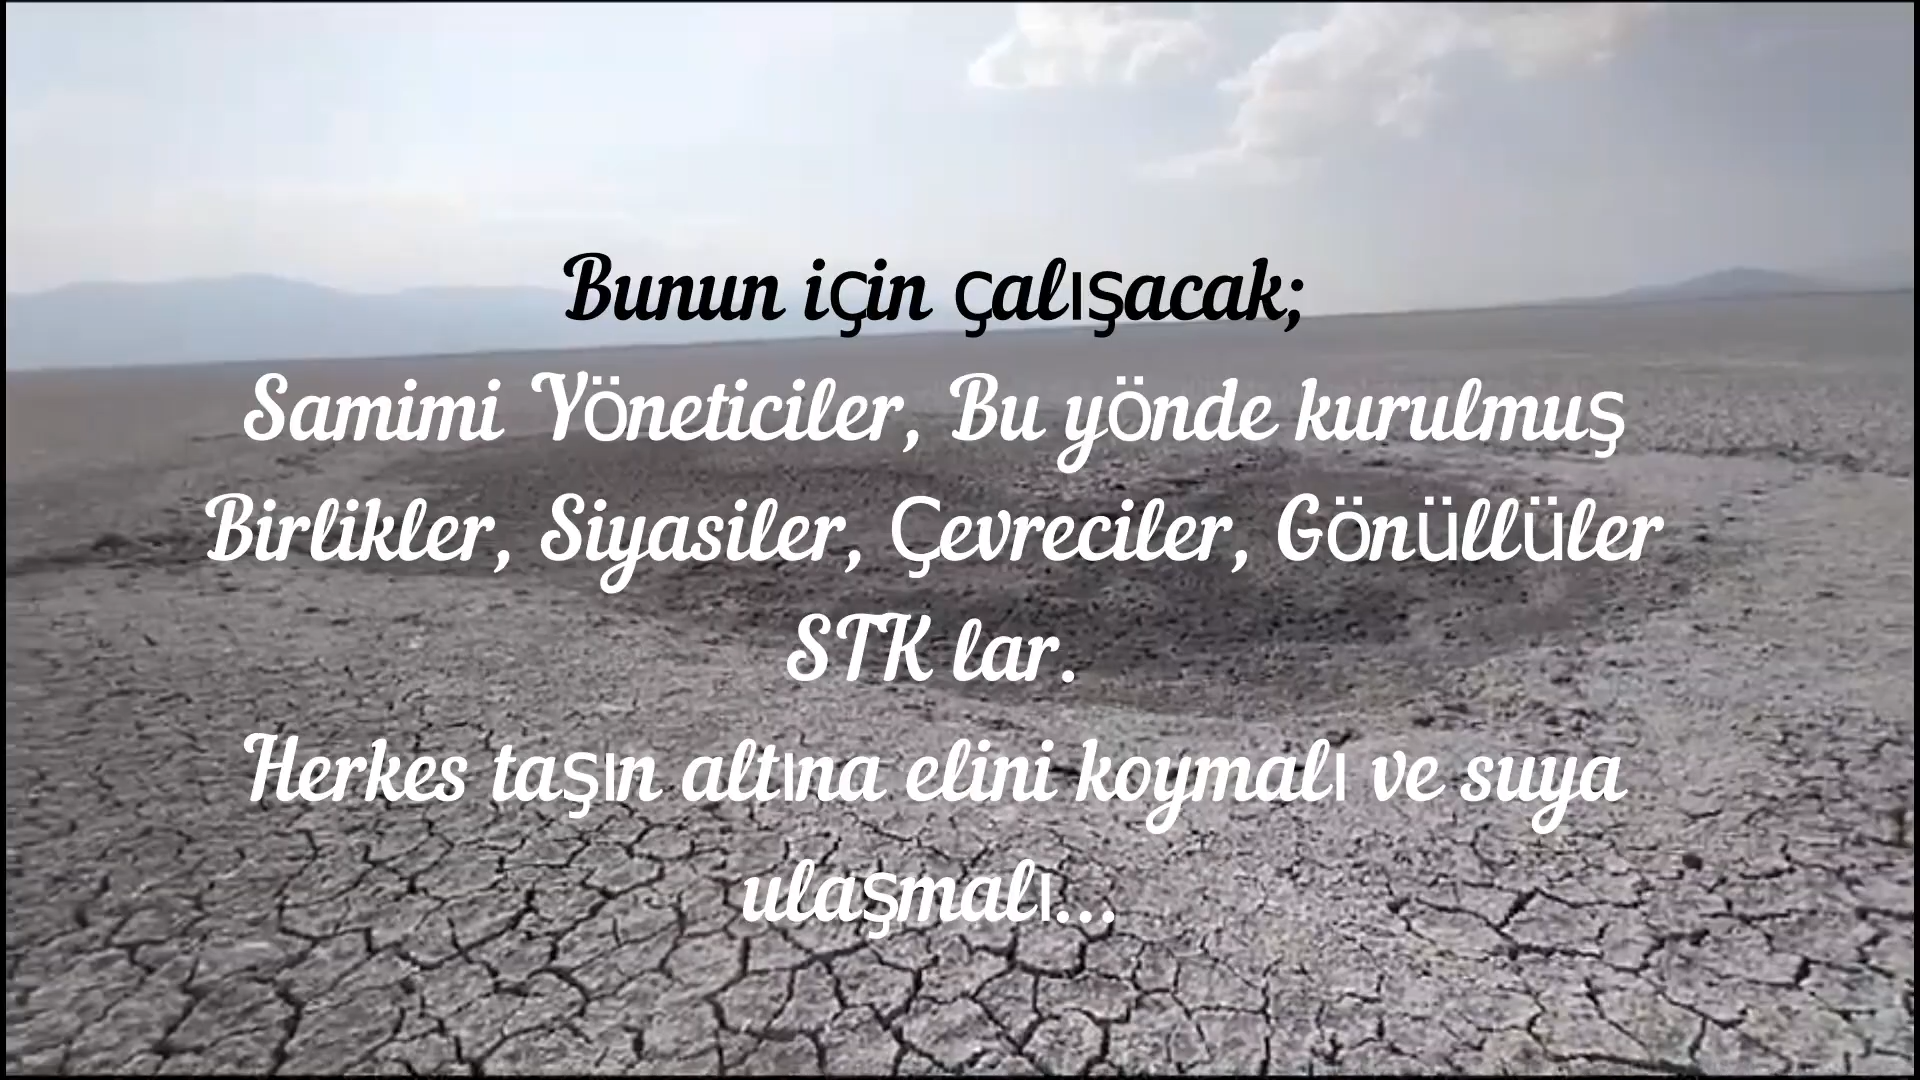 Bunun için çalışacak;
Samimi Yöneticiler, Bu yönde kurulmuş
Birlikler, Siyasiler, Çevreciler, Gönüllüler
STK lar.
Herkes taşın altına elini koymalı ve suya
ulaşmalı...